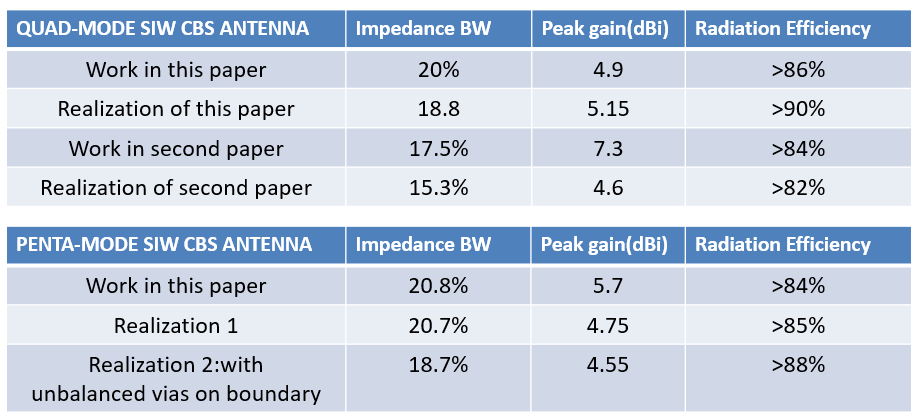 QUAD-MODE SIW CBS ANTENNA Impedance BW Peak gain(dBi) Radiation Efficiency
Work in this paper 20% 4.9 >86%
Realization of this paper 18.8 5.15 >90%
Work in second paper 17.5% 7.3 >84%
Realization of second paper 15.3% 4.6 >82%
PENTA-MODE SIW CBS ANTENNA Impedance BW Peak gain(dBi) Radiation Efficiency
Work in this paper 20.8% 5.7 >84%
Realization 1 20.7% 4.75 >85%
Realization 2:with 18.7% 4.55 >88%
unbalanced vias on boundary